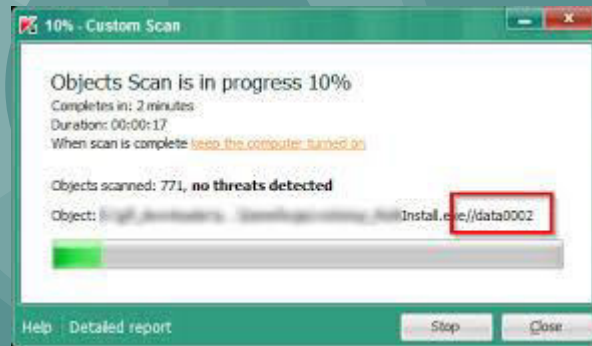 10% - Custom Scan
Objects Scan is in progress 10%
Completes in: 2 minutes
Duration: 00:00:17
When scan is complete keep the computer turned on
Objects scanned: 771, no threats detected
Object: Install.exe//data0002
Help Detailed report Stop Close